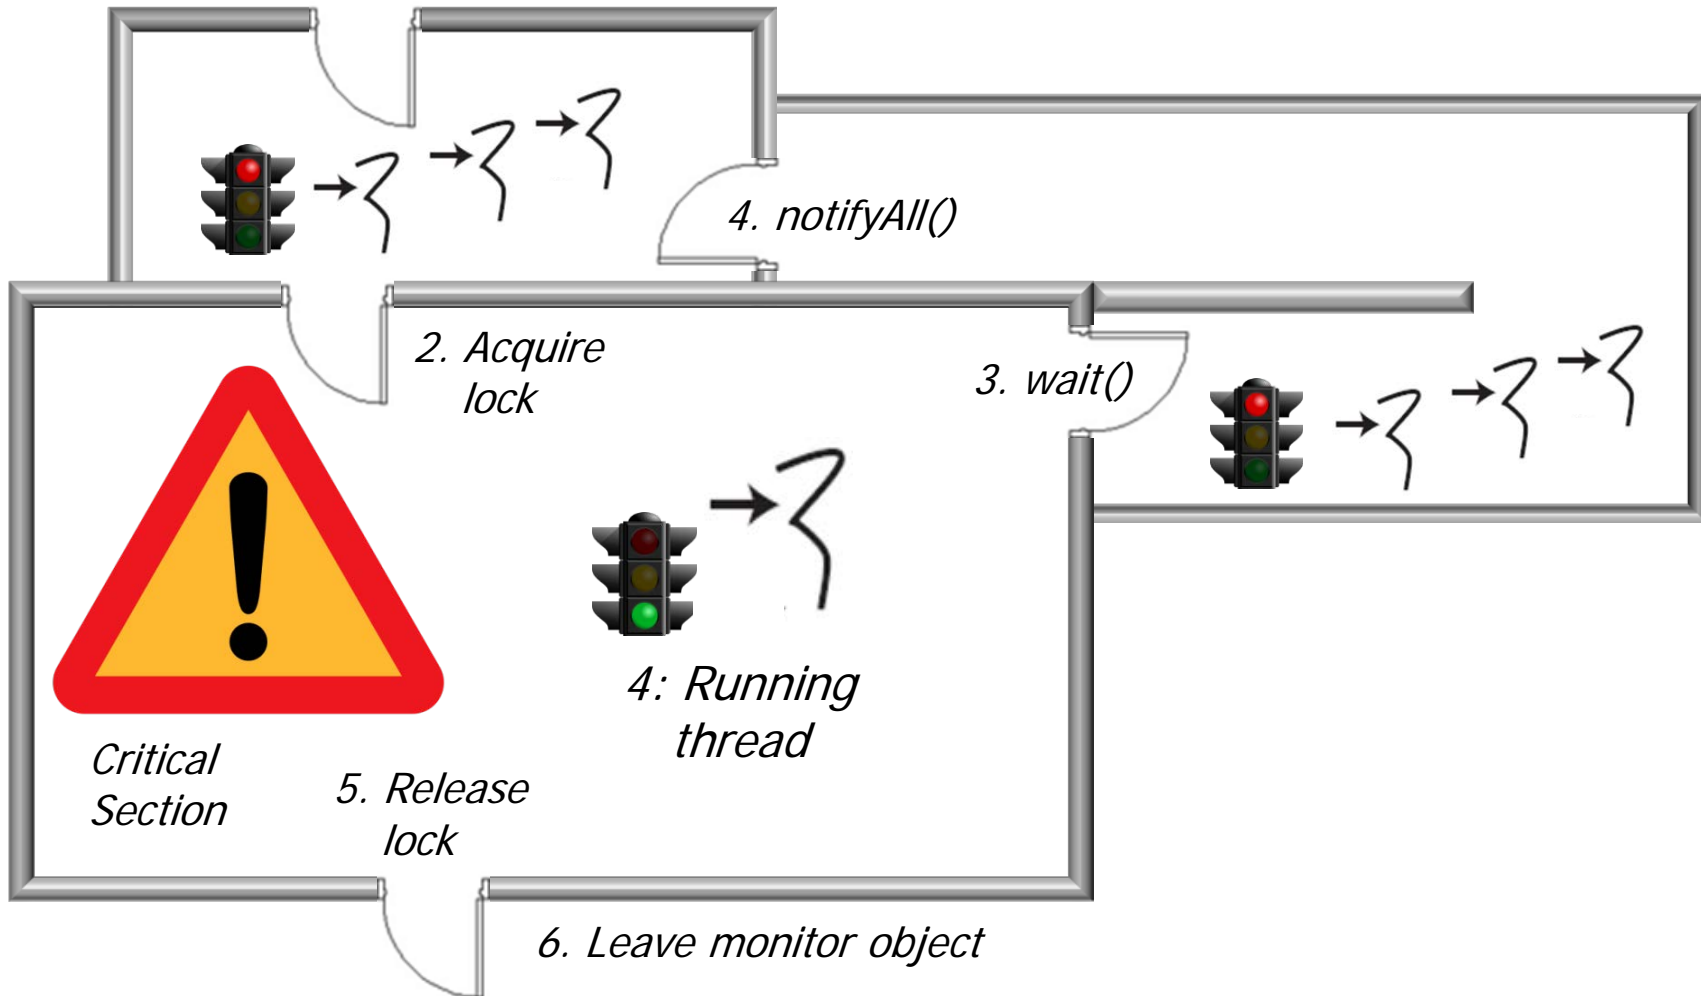 4. notifyAll()
2. Acquire
lock
3. wait()
4: Running
thread
Critical
Section
5. Release
lock
6. Leave monitor object